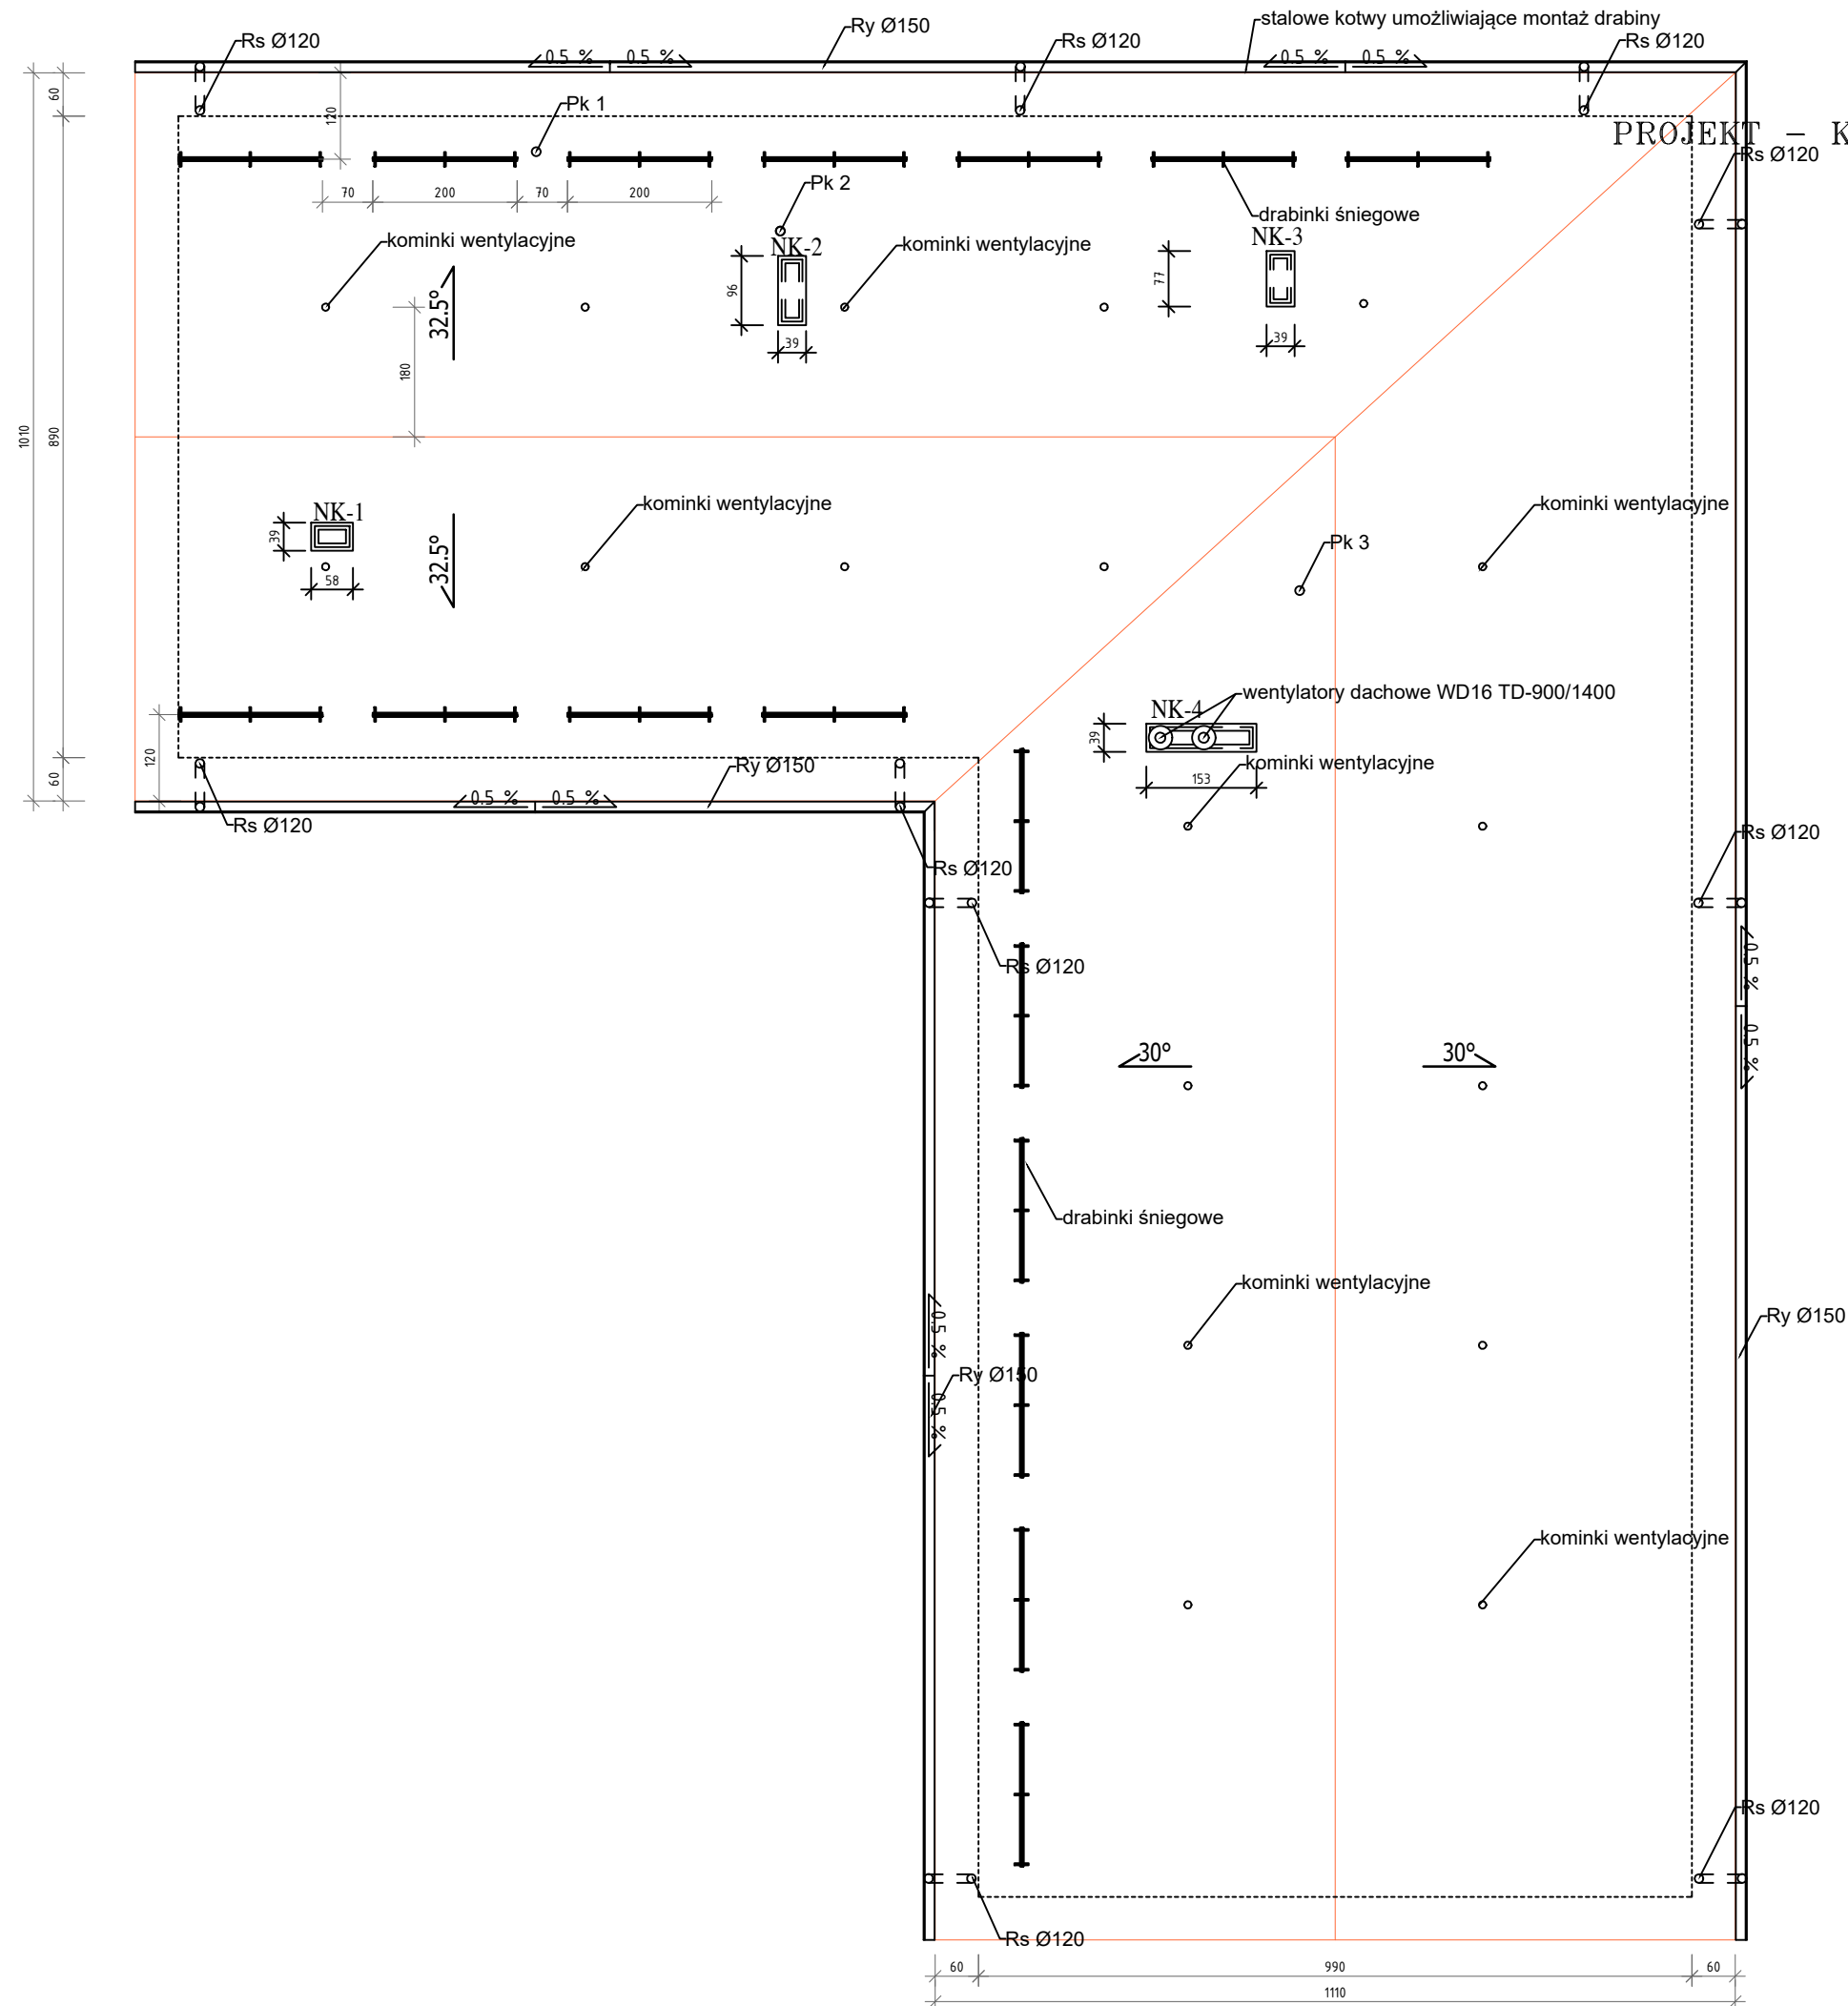 stalowe kotwy umożliwiające montaż drabiny
Ry Ø150
Rs Ø120
Rs Ø120
Rs Ø120
0.5 %
0.5 %
0.5 %
0.5 %
60
120
Pk 1
PROJEKT – K
Rs Ø120
70
200
70
200
Pk 2
drabinki śniegowe
kominki wentylacyjne
NK-2
kominki wentylacyjne
NK-3
96
77
32.5°
39
39
180
1010
890
kominki wentylacyjne
kominki wentylacyjne
NK-1
39
32.5°
58
Pk 3
wentylatory dachowe WD16 TD-900/1400
NK-4
39
kominki wentylacyjne
153
120
60
Ry Ø150
0.5 %
0.5 %
Rs Ø120
Rs Ø120
Rs Ø120
Rs Ø120
0.5 %
0.5 %
30°
30°
drabinki śniegowe
kominki wentylacyjne
0.5 %
Ry Ø150
Ry Ø150
0.5 %
kominki wentylacyjne
Rs Ø120
Rs Ø120
60
990
60
1110